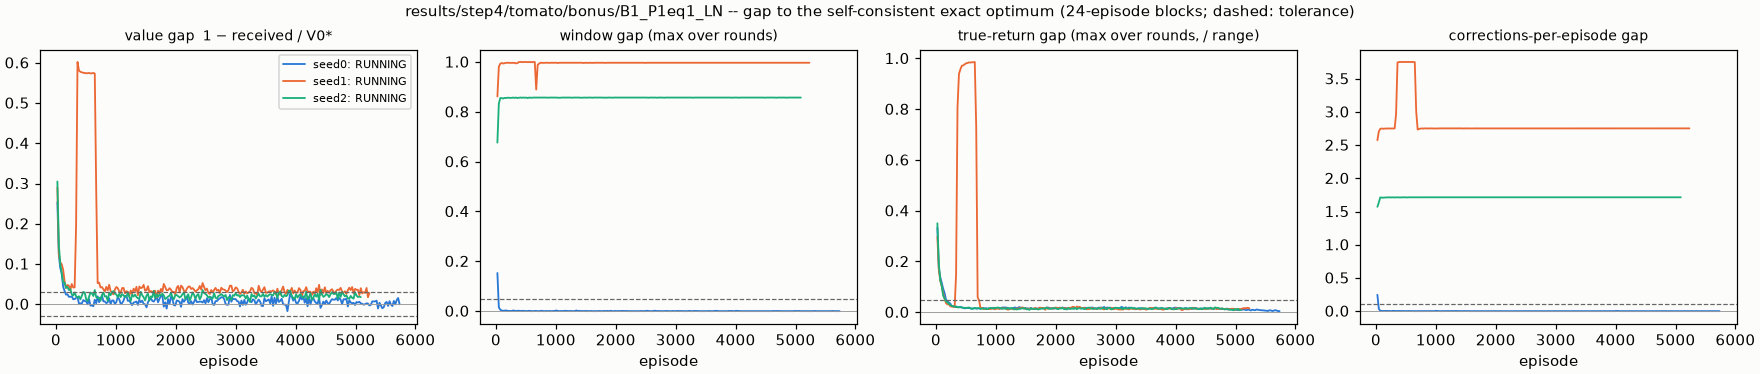 results/step4/tomato/bonus/B1_P1eq1_LN -- gap to the self-consistent exact optimum (24-episode blocks; dashed: tolerance)
value gap 1 − received / V0*
0.6
0.5
0.4
0.3
0.2
0.1
0.0
seed0: RUNNING
seed1: RUNNING
seed2: RUNNING
0 1000 2000 3000 4000 5000 6000
episode
window gap (max over rounds)
1.0
0.8
0.6
0.4
0.2
0.0
0 1000 2000 3000 4000 5000 6000
episode
true-return gap (max over rounds, / range)
1.0
0.8
0.6
0.4
0.2
0.0
0 1000 2000 3000 4000 5000 6000
episode
corrections-per-episode gap
3.5
3.0
2.5
2.0
1.5
1.0
0.5
0.0
0 1000 2000 3000 4000 5000 6000
episode